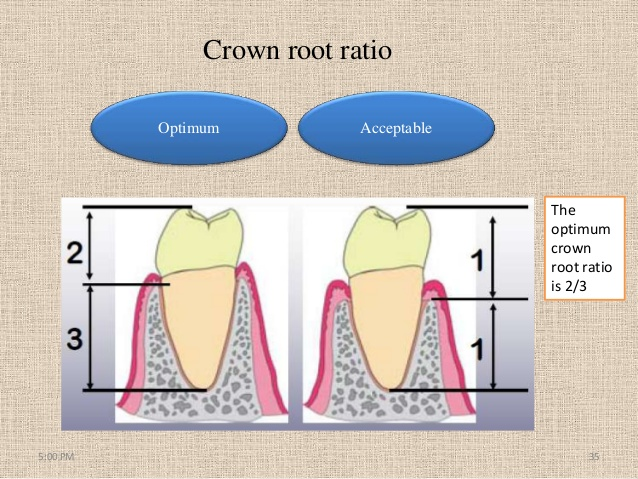 Crown root ratio
Optimum
Acceptable
2
3
1
1
The
optimum
crown
root ratio
is 2/3
5:00 PM
35